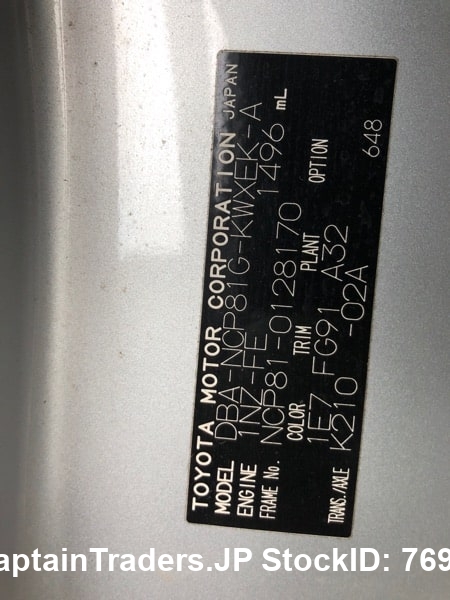 TOYOTA MOTOR CORPORATION JAPAN
MODEL DBA-NCP81G-KWXEK-A
ENGINE 1NZ-FE 1496 mL
FRAME No. NCP81-0128170
COLOR TRIM PLANT OPTION
1E7 FG91 A32 648
TRANS./AXLE K210 -02A
aptainTraders.JP StockID: 769